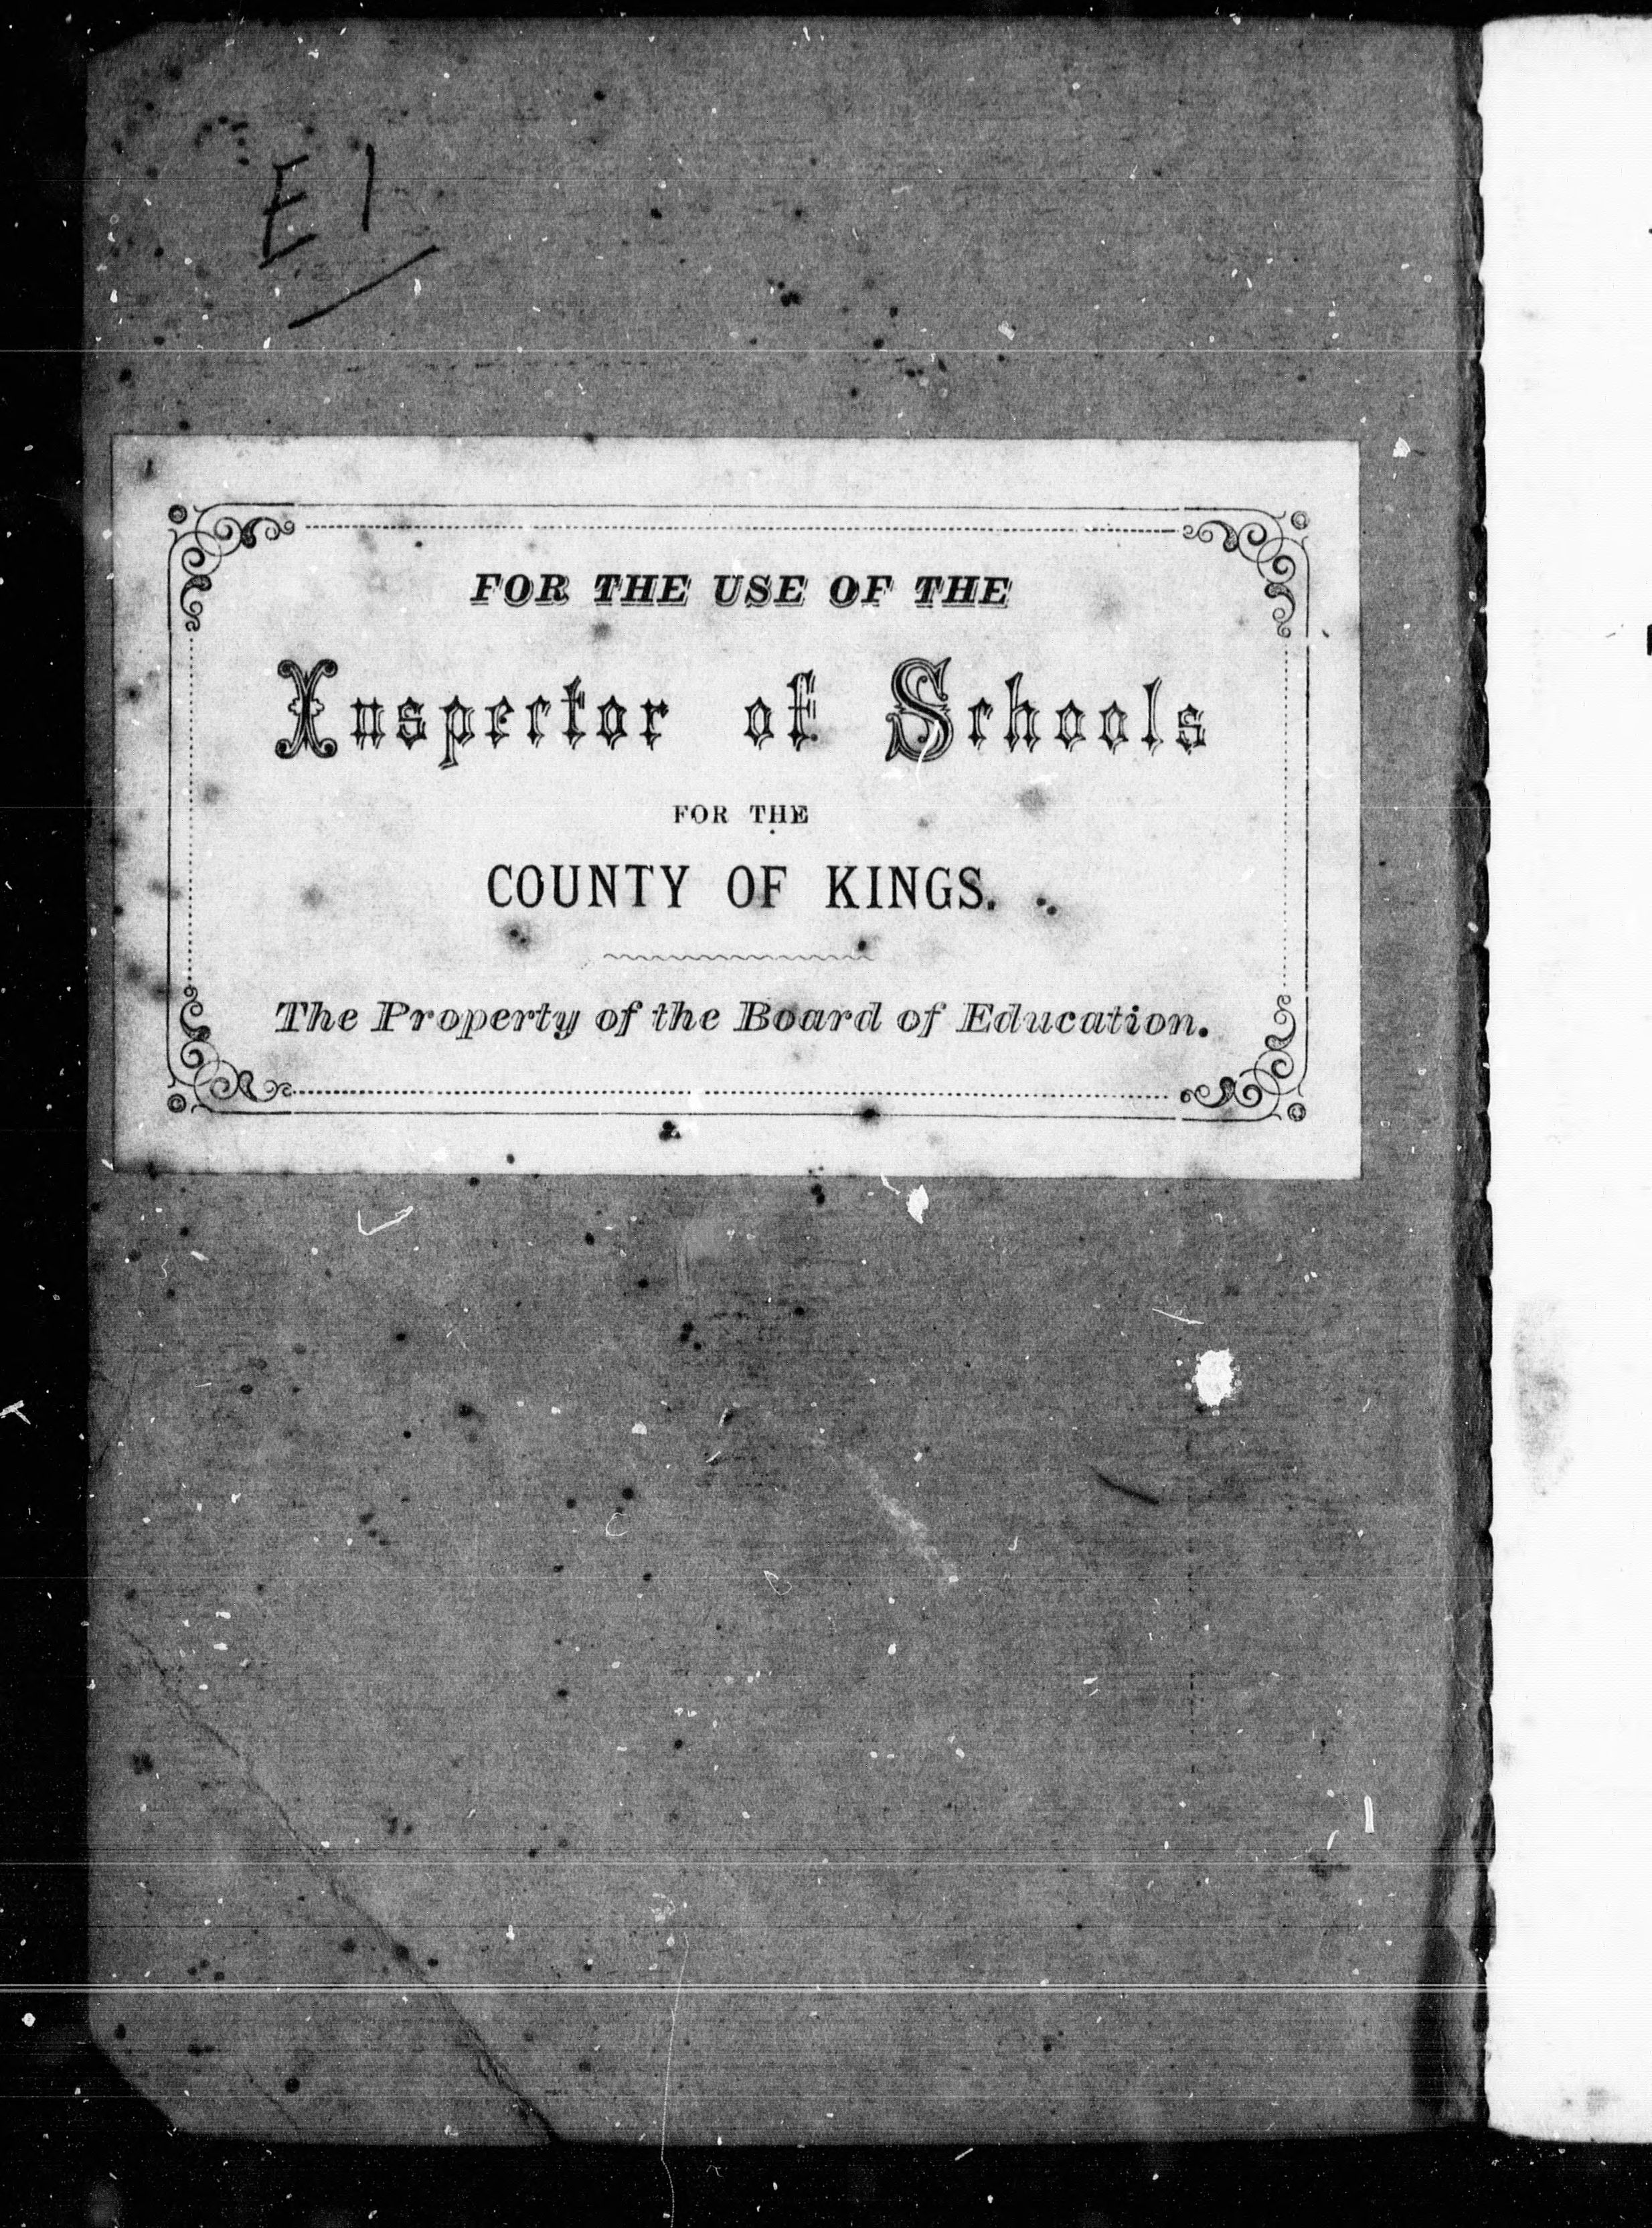 E1
FOR THE USE OF THE
Inspector of Schools
FOR THE
COUNTY OF KINGS.
The Property of the Board of Education.